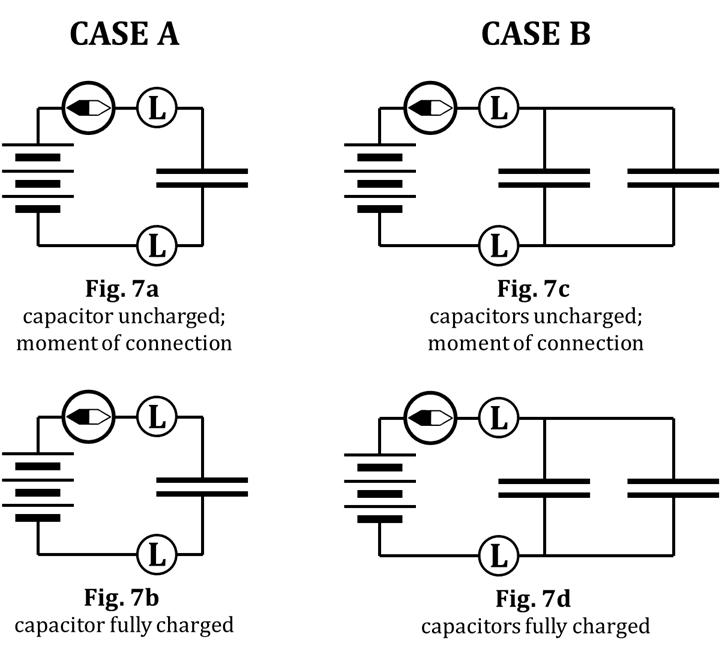 CASE A
CASE B
L
L
Fig. 7a
capacitor uncharged;
moment of connection
L
L
Fig. 7c
capacitors uncharged;
moment of connection
L
L
Fig. 7b
capacitor fully charged
L
L
Fig. 7d
capacitors fully charged